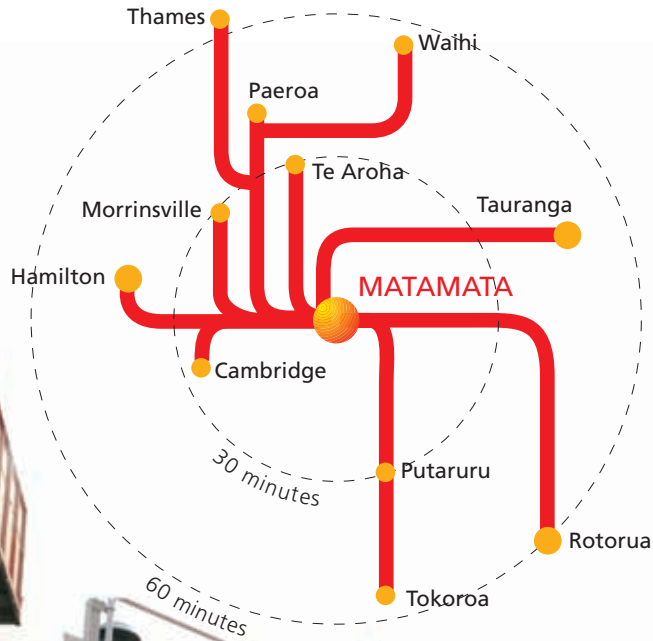 Thames
Waihi
Paeroa
Te Aroha
Morrinsville
Tauranga
Hamilton
MATAMATA
Cambridge
30 minutes
Putaruru
Rotorua
60 minutes
Tokoroa